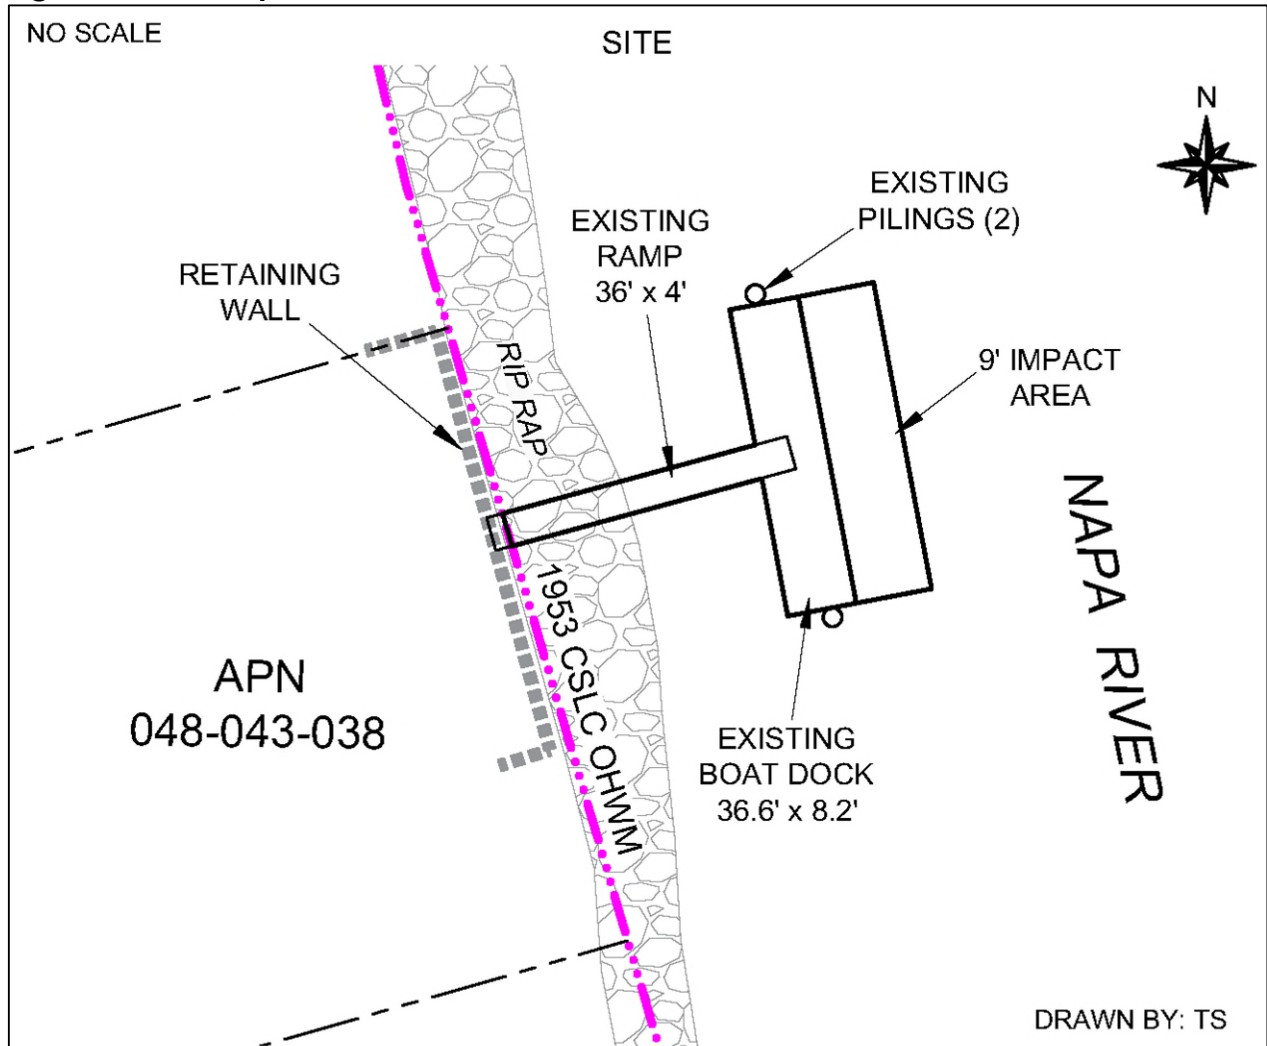 NO SCALE
SITE
N
EXISTING
PILINGS (2)
EXISTING
RAMP
36' x 4'
RETAINING
WALL
RIP RAP
9' IMPACT
AREA
NAPA RIVER
1953 CSLC OHWM
APN
048-043-038
EXISTING
BOAT DOCK
36.6' x 8.2'
DRAWN BY: TS